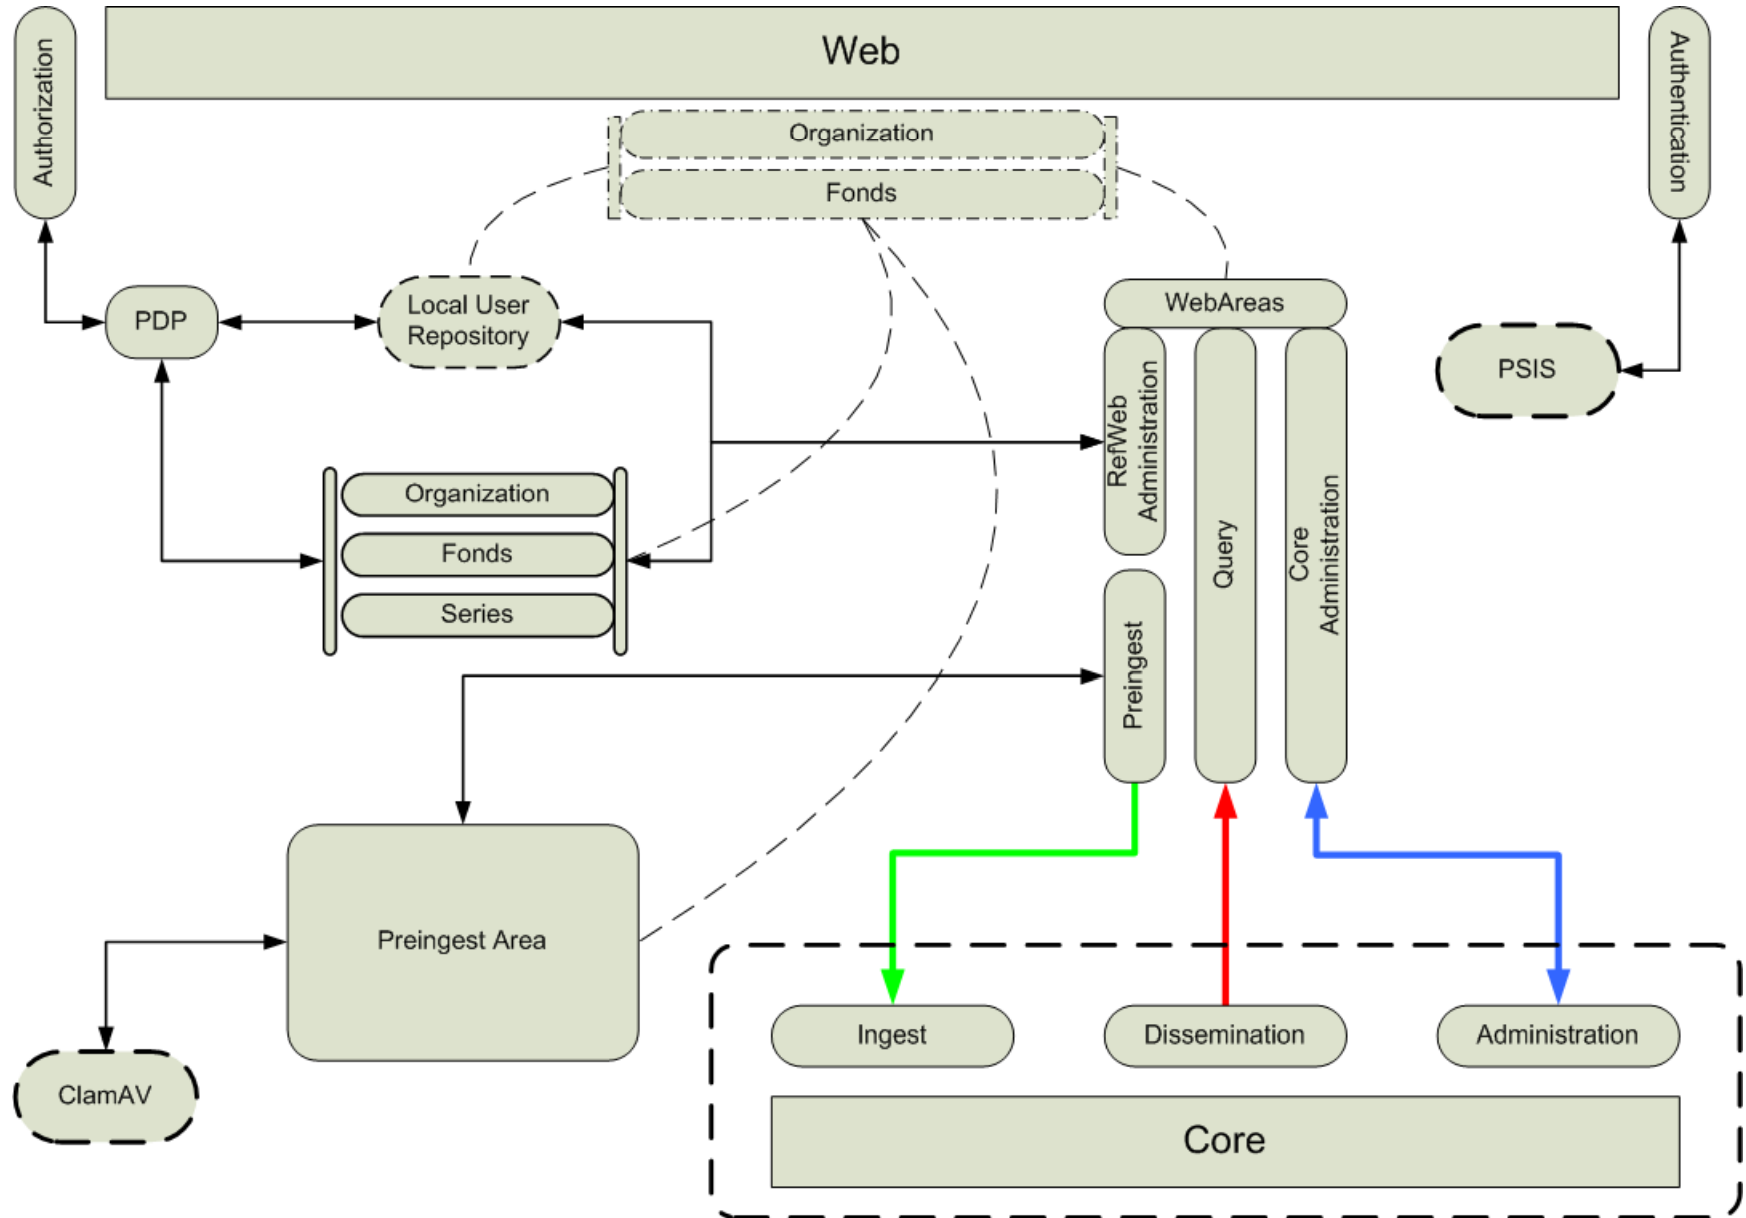 Authorization
Web
Authentication
Organization
Fonds
Local User
Repository
PDP
WebAreas
PSIS
RefWeb
Administration
Query
Core
Administration
Organization
Fonds
Series
Preingest
Preingest Area
ClamAV
Ingest
Dissemination
Administration
Core